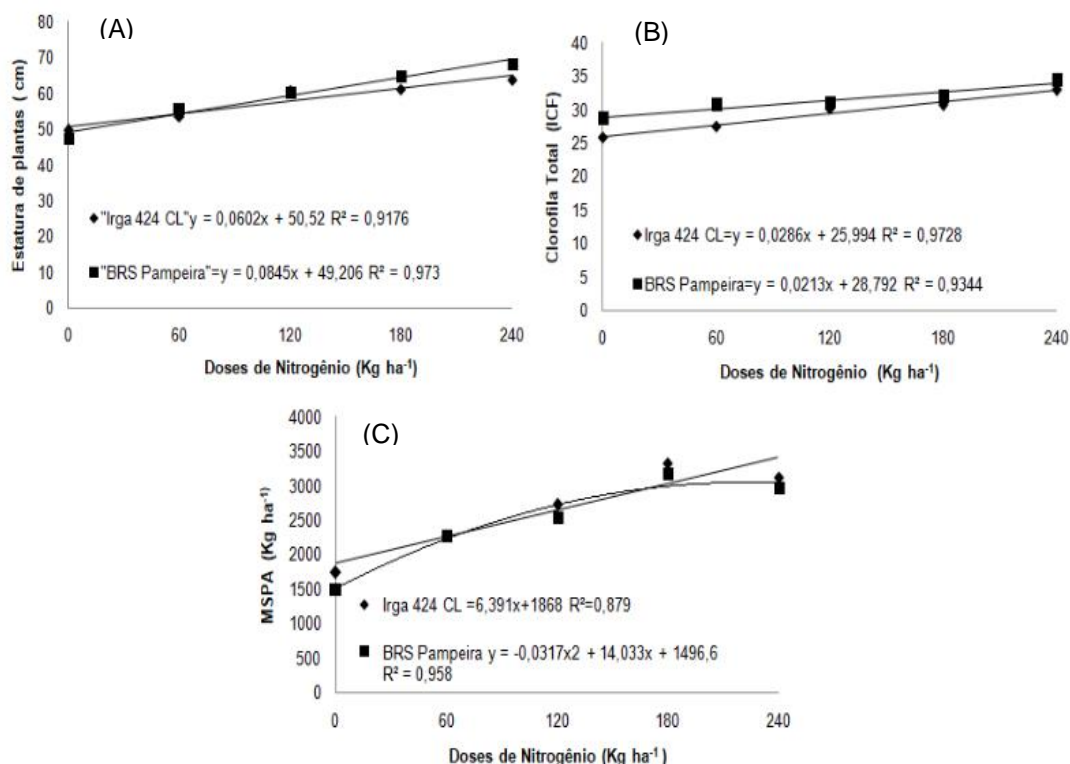 (A)
Estatura de plantas ( cm)
80
70
60
50
40
30
20
10
0
"Irga 424 CL"y = 0,0602x + 50,52 R² = 0,9176
"BRS Pampeira"=y = 0,0845x + 49,206 R² = 0,973
0 60 120 180 240
Doses de Nitrogênio (Kg ha⁻¹)
(B)
Clorofila Total (ICF)
40
35
30
25
20
15
10
5
0
Irga 424 CL=y = 0,0286x + 25,994 R² = 0,9728
BRS Pampeira=y = 0,0213x + 28,792 R² = 0,9344
0 60 120 180 240
Doses de Nitrogênio (Kg ha⁻¹)
(C)
MSPA (Kg ha⁻¹)
4000
3500
3000
2500
2000
1500
1000
500
0
Irga 424 CL =6,391x+1868 R²=0,879
BRS Pampeira y = -0,0317x2 + 14,033x + 1496,6
R² = 0,958
0 60 120 180 240
Doses de Nitrogênio (Kg ha⁻¹)